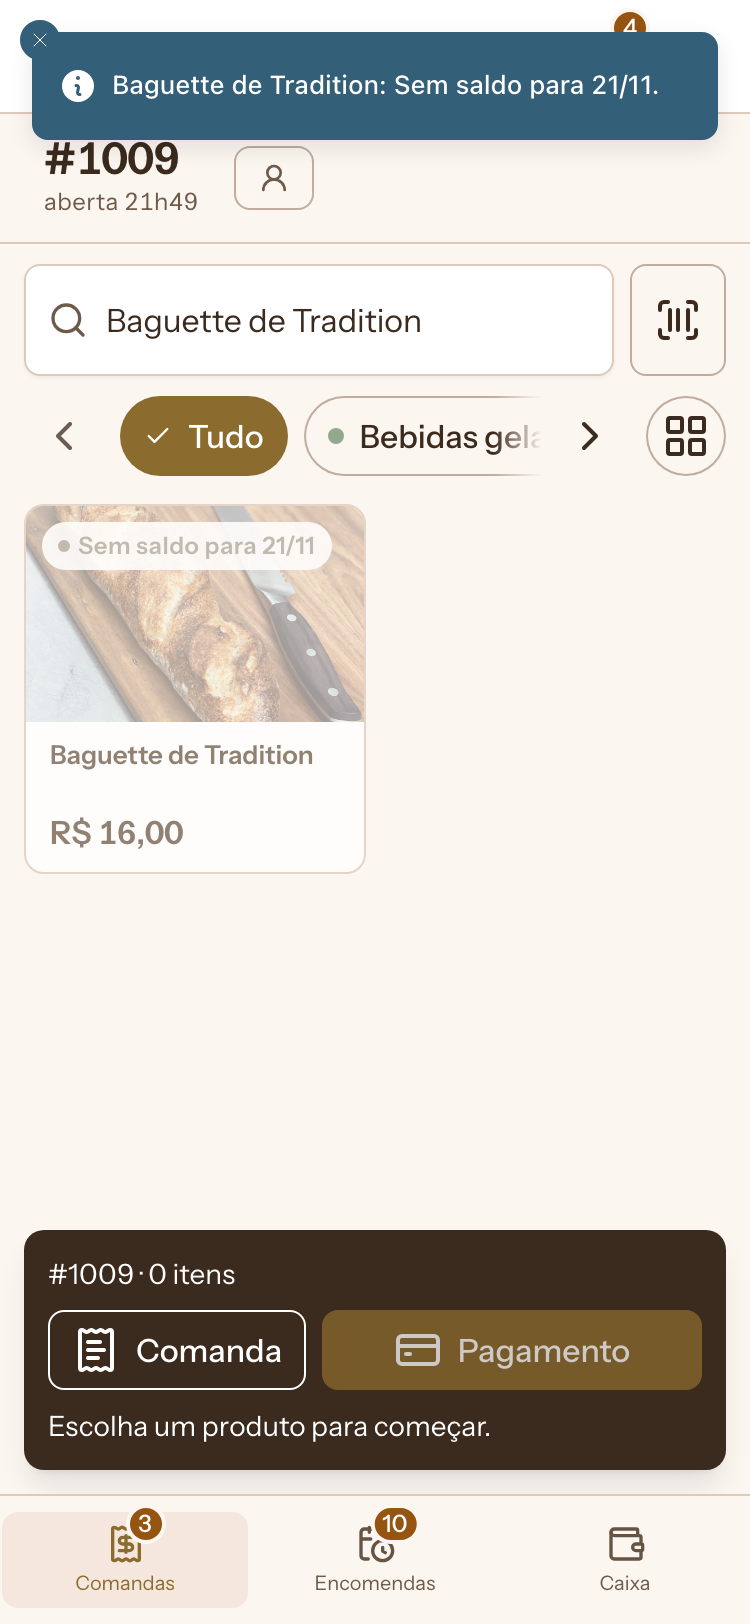 4
Baguette de Tradition: Sem saldo para 21/11.
#1009
aberta 21h49
Baguette de Tradition
Tudo
Bebidas gela
Sem saldo para 21/11
Baguette de Tradition
R$ 16,00
#1009 · 0 itens
Comanda
Pagamento
Escolha um produto para começar.
3
10
Comandas
Encomendas
Caixa